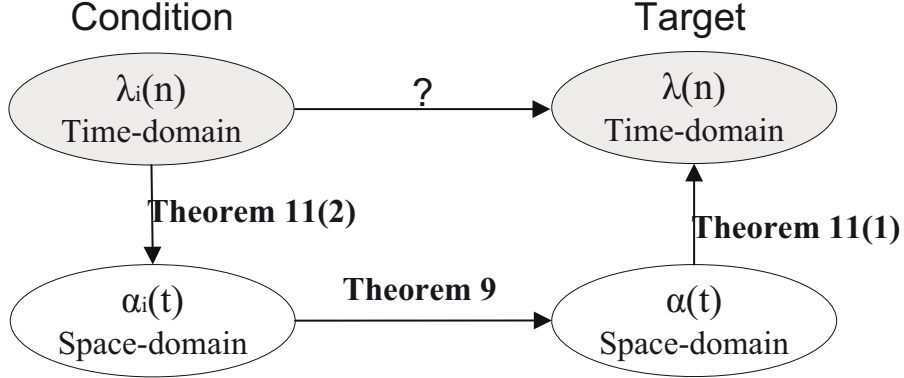 Condition
Target
λi(n)
Time-domain
?
λ(n)
Time-domain
Theorem 11(2)
Theorem 11(1)
αi(t)
Space-domain
Theorem 9
α(t)
Space-domain